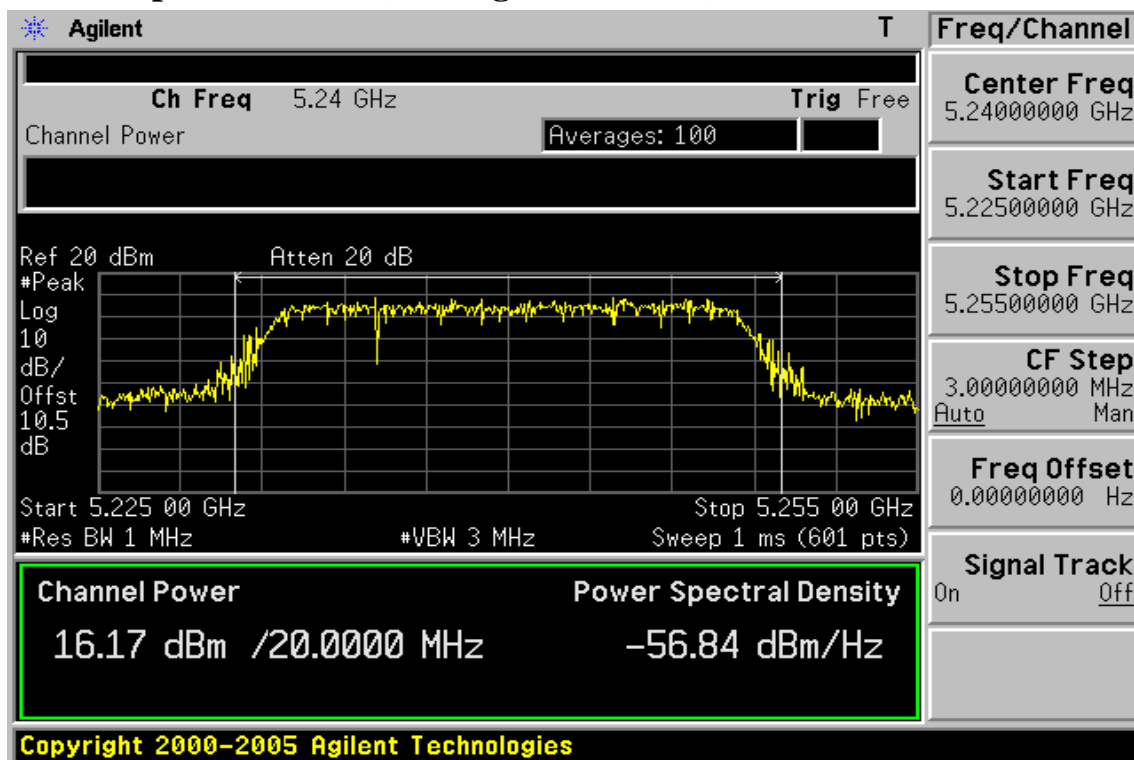 Agilent T Freq/Channel
Ch Freq 5.24 GHz Trig Free
Channel Power Averages: 100
Center Freq
5.24000000 GHz
Start Freq
5.22500000 GHz
Ref 20 dBm Atten 20 dB
#Peak
Log
10
dB/
Offst
10.5
dB
Stop Freq
5.25500000 GHz
CF Step
3.00000000 MHz
Auto Man
Start 5.225 00 GHz Stop 5.255 00 GHz
#Res BW 1 MHz #VBW 3 MHz Sweep 1 ms (601 pts)
Freq Offset
0.00000000 Hz
Channel Power Power Spectral Density
16.17 dBm /20.0000 MHz -56.84 dBm/Hz
Signal Track
On Off
Copyright 2000-2005 Agilent Technologies